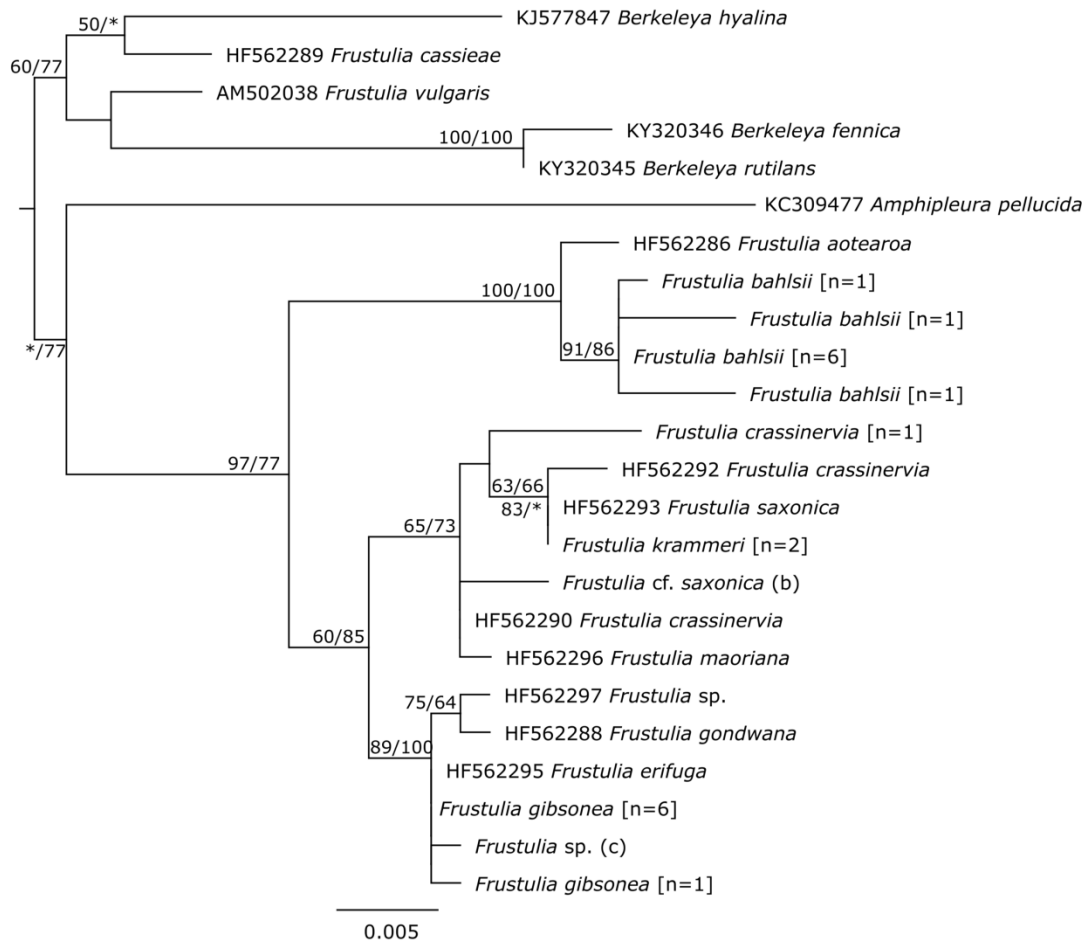 50/*
KJ577847 Berkeleya hyalina
HF562289 Frustulia cassieae
60/77
AM502038 Frustulia vulgaris
100/100
KY320346 Berkeleya fennica
KY320345 Berkeleya rutilans
KC309477 Amphipleura pellucida
HF562286 Frustulia aotearoa
Frustulia bahlsii [n=1]
100/100
Frustulia bahlsii [n=1]
*/77
91/86
Frustulia bahlsii [n=6]
Frustulia bahlsii [n=1]
Frustulia crassinervia [n=1]
97/77
HF562292 Frustulia crassinervia
63/66
83/*
HF562293 Frustulia saxonica
65/73
Frustulia krammeri [n=2]
Frustulia cf. saxonica (b)
HF562290 Frustulia crassinervia
60/85
HF562296 Frustulia maoriana
75/64
HF562297 Frustulia sp.
HF562288 Frustulia gondwana
89/100
HF562295 Frustulia erifuga
Frustulia gibsonea [n=6]
Frustulia sp. (c)
Frustulia gibsonea [n=1]
0.005